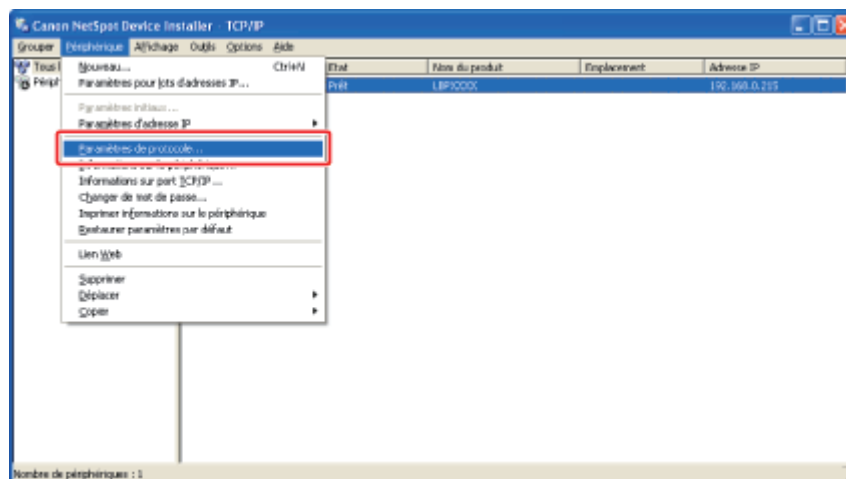 Canon NetSpot Device Installer - TCP/IP
Grouper Périphérique Affichage Outils Options Aide
Tous l
Etat Nom du produit Emplacement Adresse IP
Périph
Prêt LBPXXXX 192.168.0.215
Nouveau... Ctrl+N
Paramètres pour lots d'adresses IP...
Paramètres initiaux...
Paramètres d'adresse IP
Paramètres de protocole...
Informations sur port TCP/IP...
Changer de mot de passe...
Imprimer informations sur le périphérique
Restaurer paramètres par défaut
Lien Web
Supprimer
Déplacer
Copier
Nombre de périphériques : 1